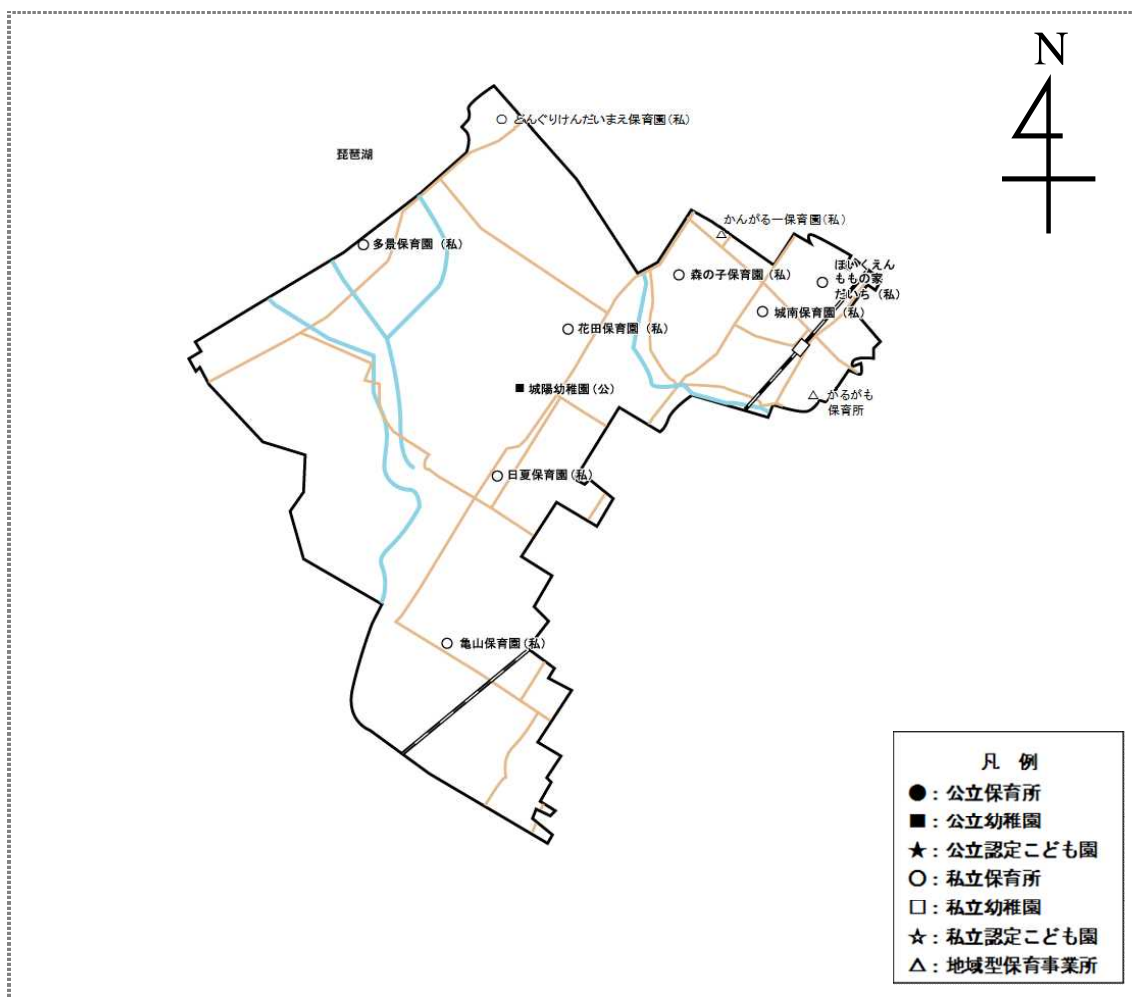 N
どんぐりけんだいまえ保育園(私)
琵琶湖
かんがるー保育園(私)
多景保育園（私）
ほいくえん
ももの家
だいち（私）
森の子保育園（私）
城南保育園（私）
花田保育園（私）
城陽幼稚園（公）
かるがも
保育所
日夏保育園（私）
亀山保育園（私）
凡　例
●：公立保育所
■：公立幼稚園
★：公立認定こども園
○：私立保育所
□：私立幼稚園
☆：私立認定こども園
△：地域型保育事業所